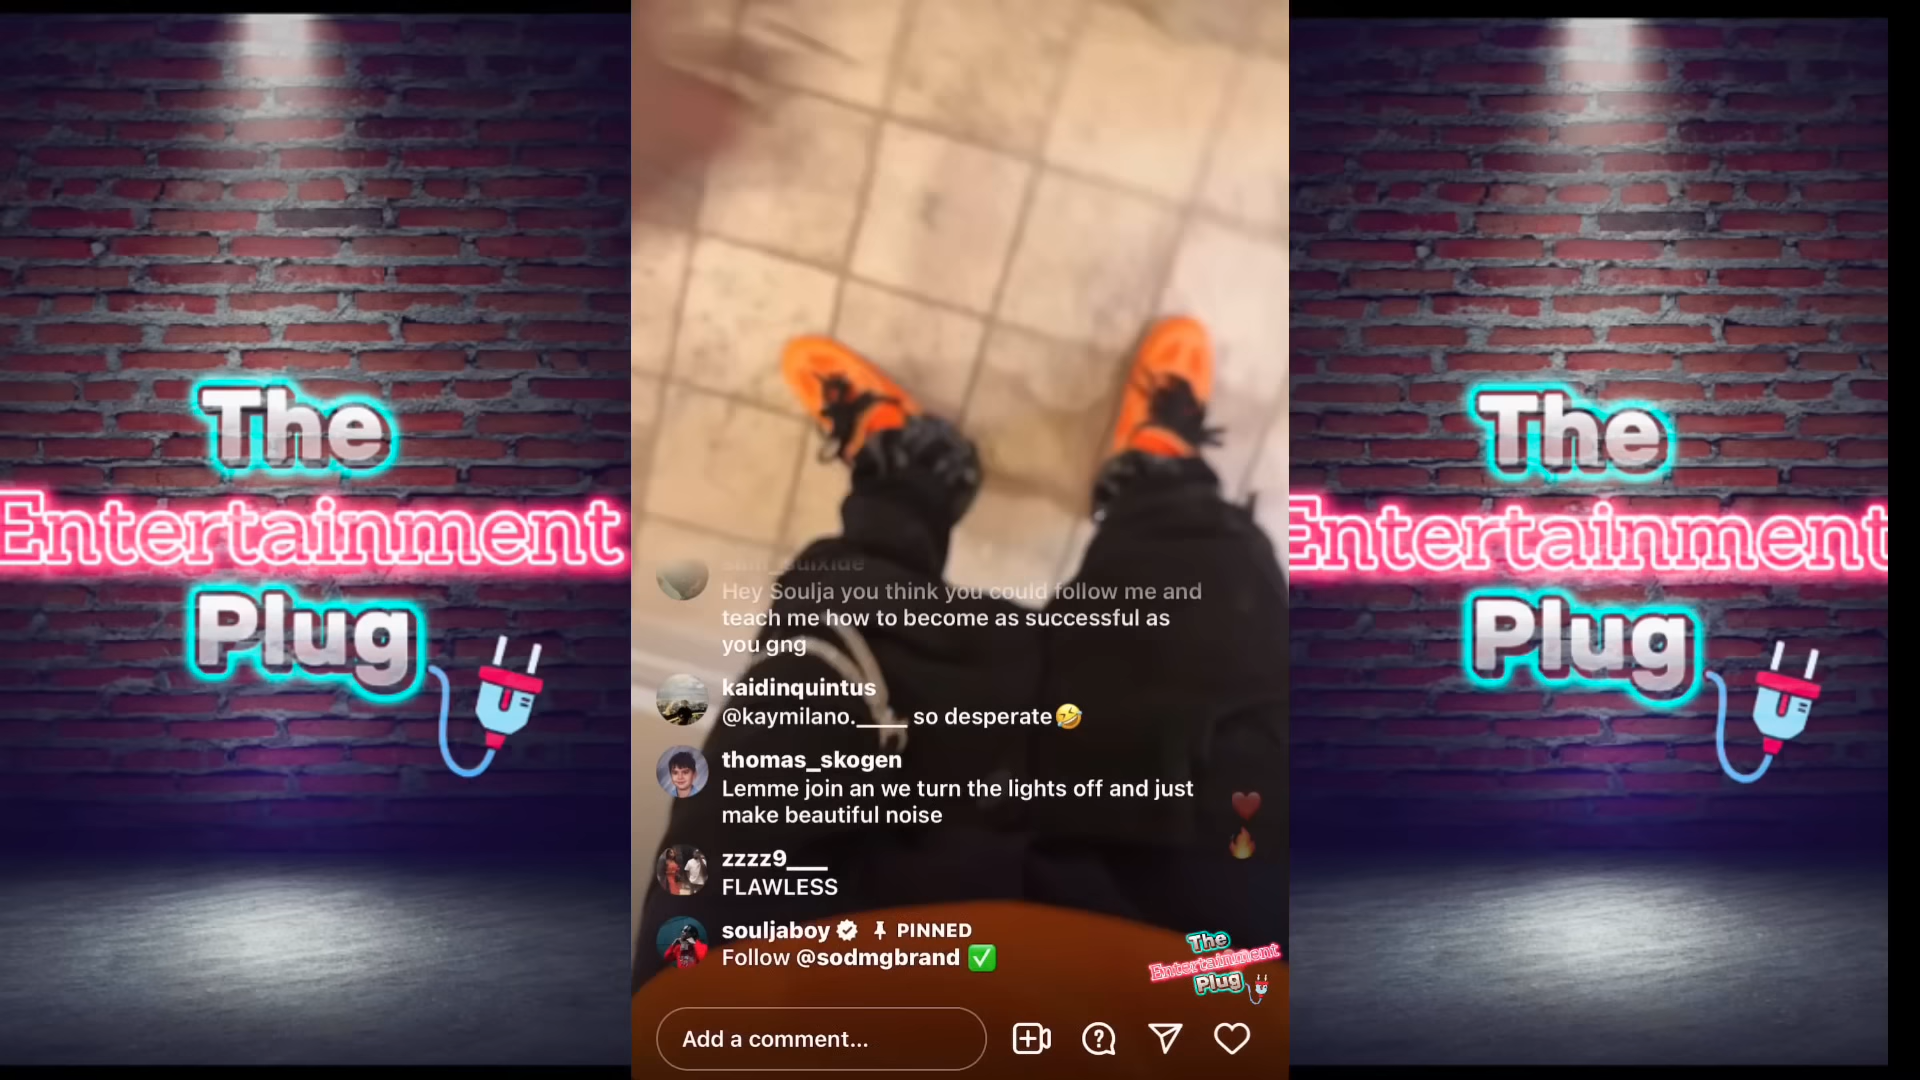 The
Entertainment
Plug
Hey Soulja you think you could follow me and
teach me how to become as successful as
you gng
kaidinquintus
@kaymilano._____ so desperate🤣
thomas_skogen
Lemme join an we turn the lights off and just
make beautiful noise
zzzz9___
FLAWLESS
souljaboy PINNED
Follow @sodmgbrand ✅
Add a comment...
The
Entertainment
Plug
The
Entertainment
Plug